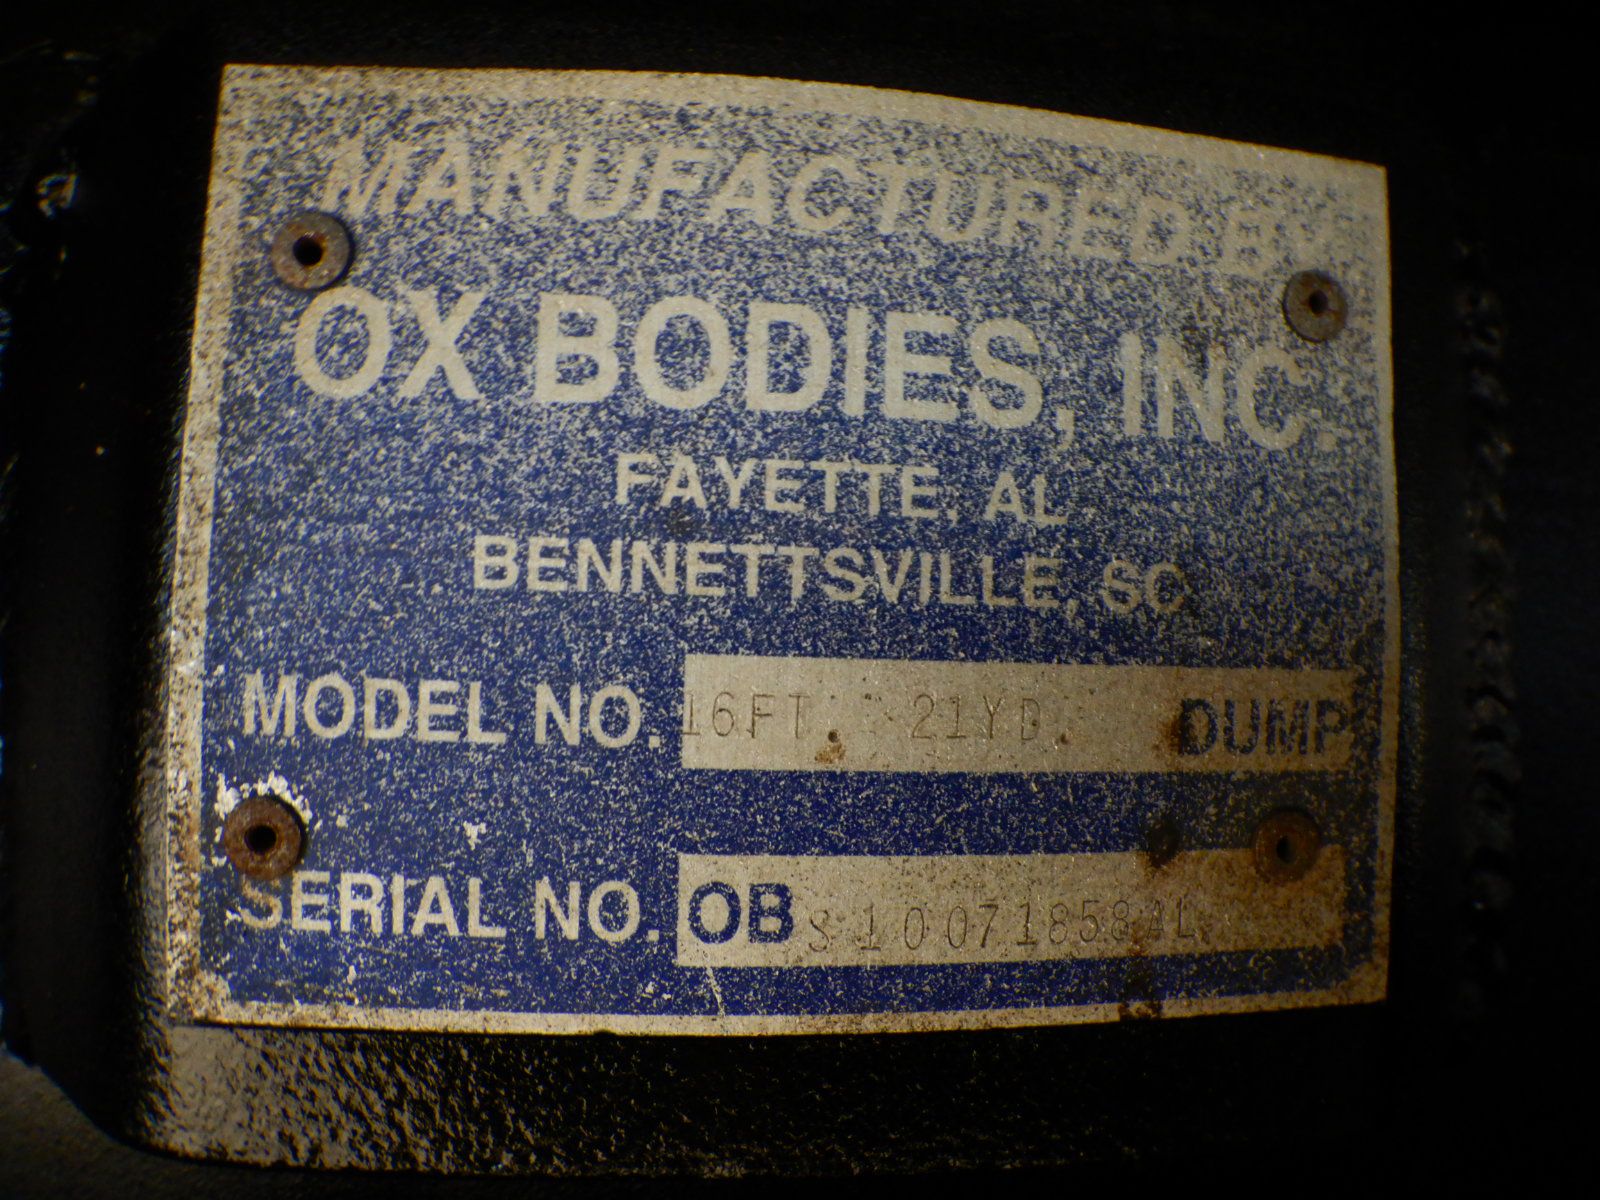 MANUFACTURED BY
OX BODIES, INC.
FAYETTE, AL
BENNETTSVILLE, SC
MODEL NO. 16FT. 21YD. DUMP
SERIAL NO. OB S10071858AL